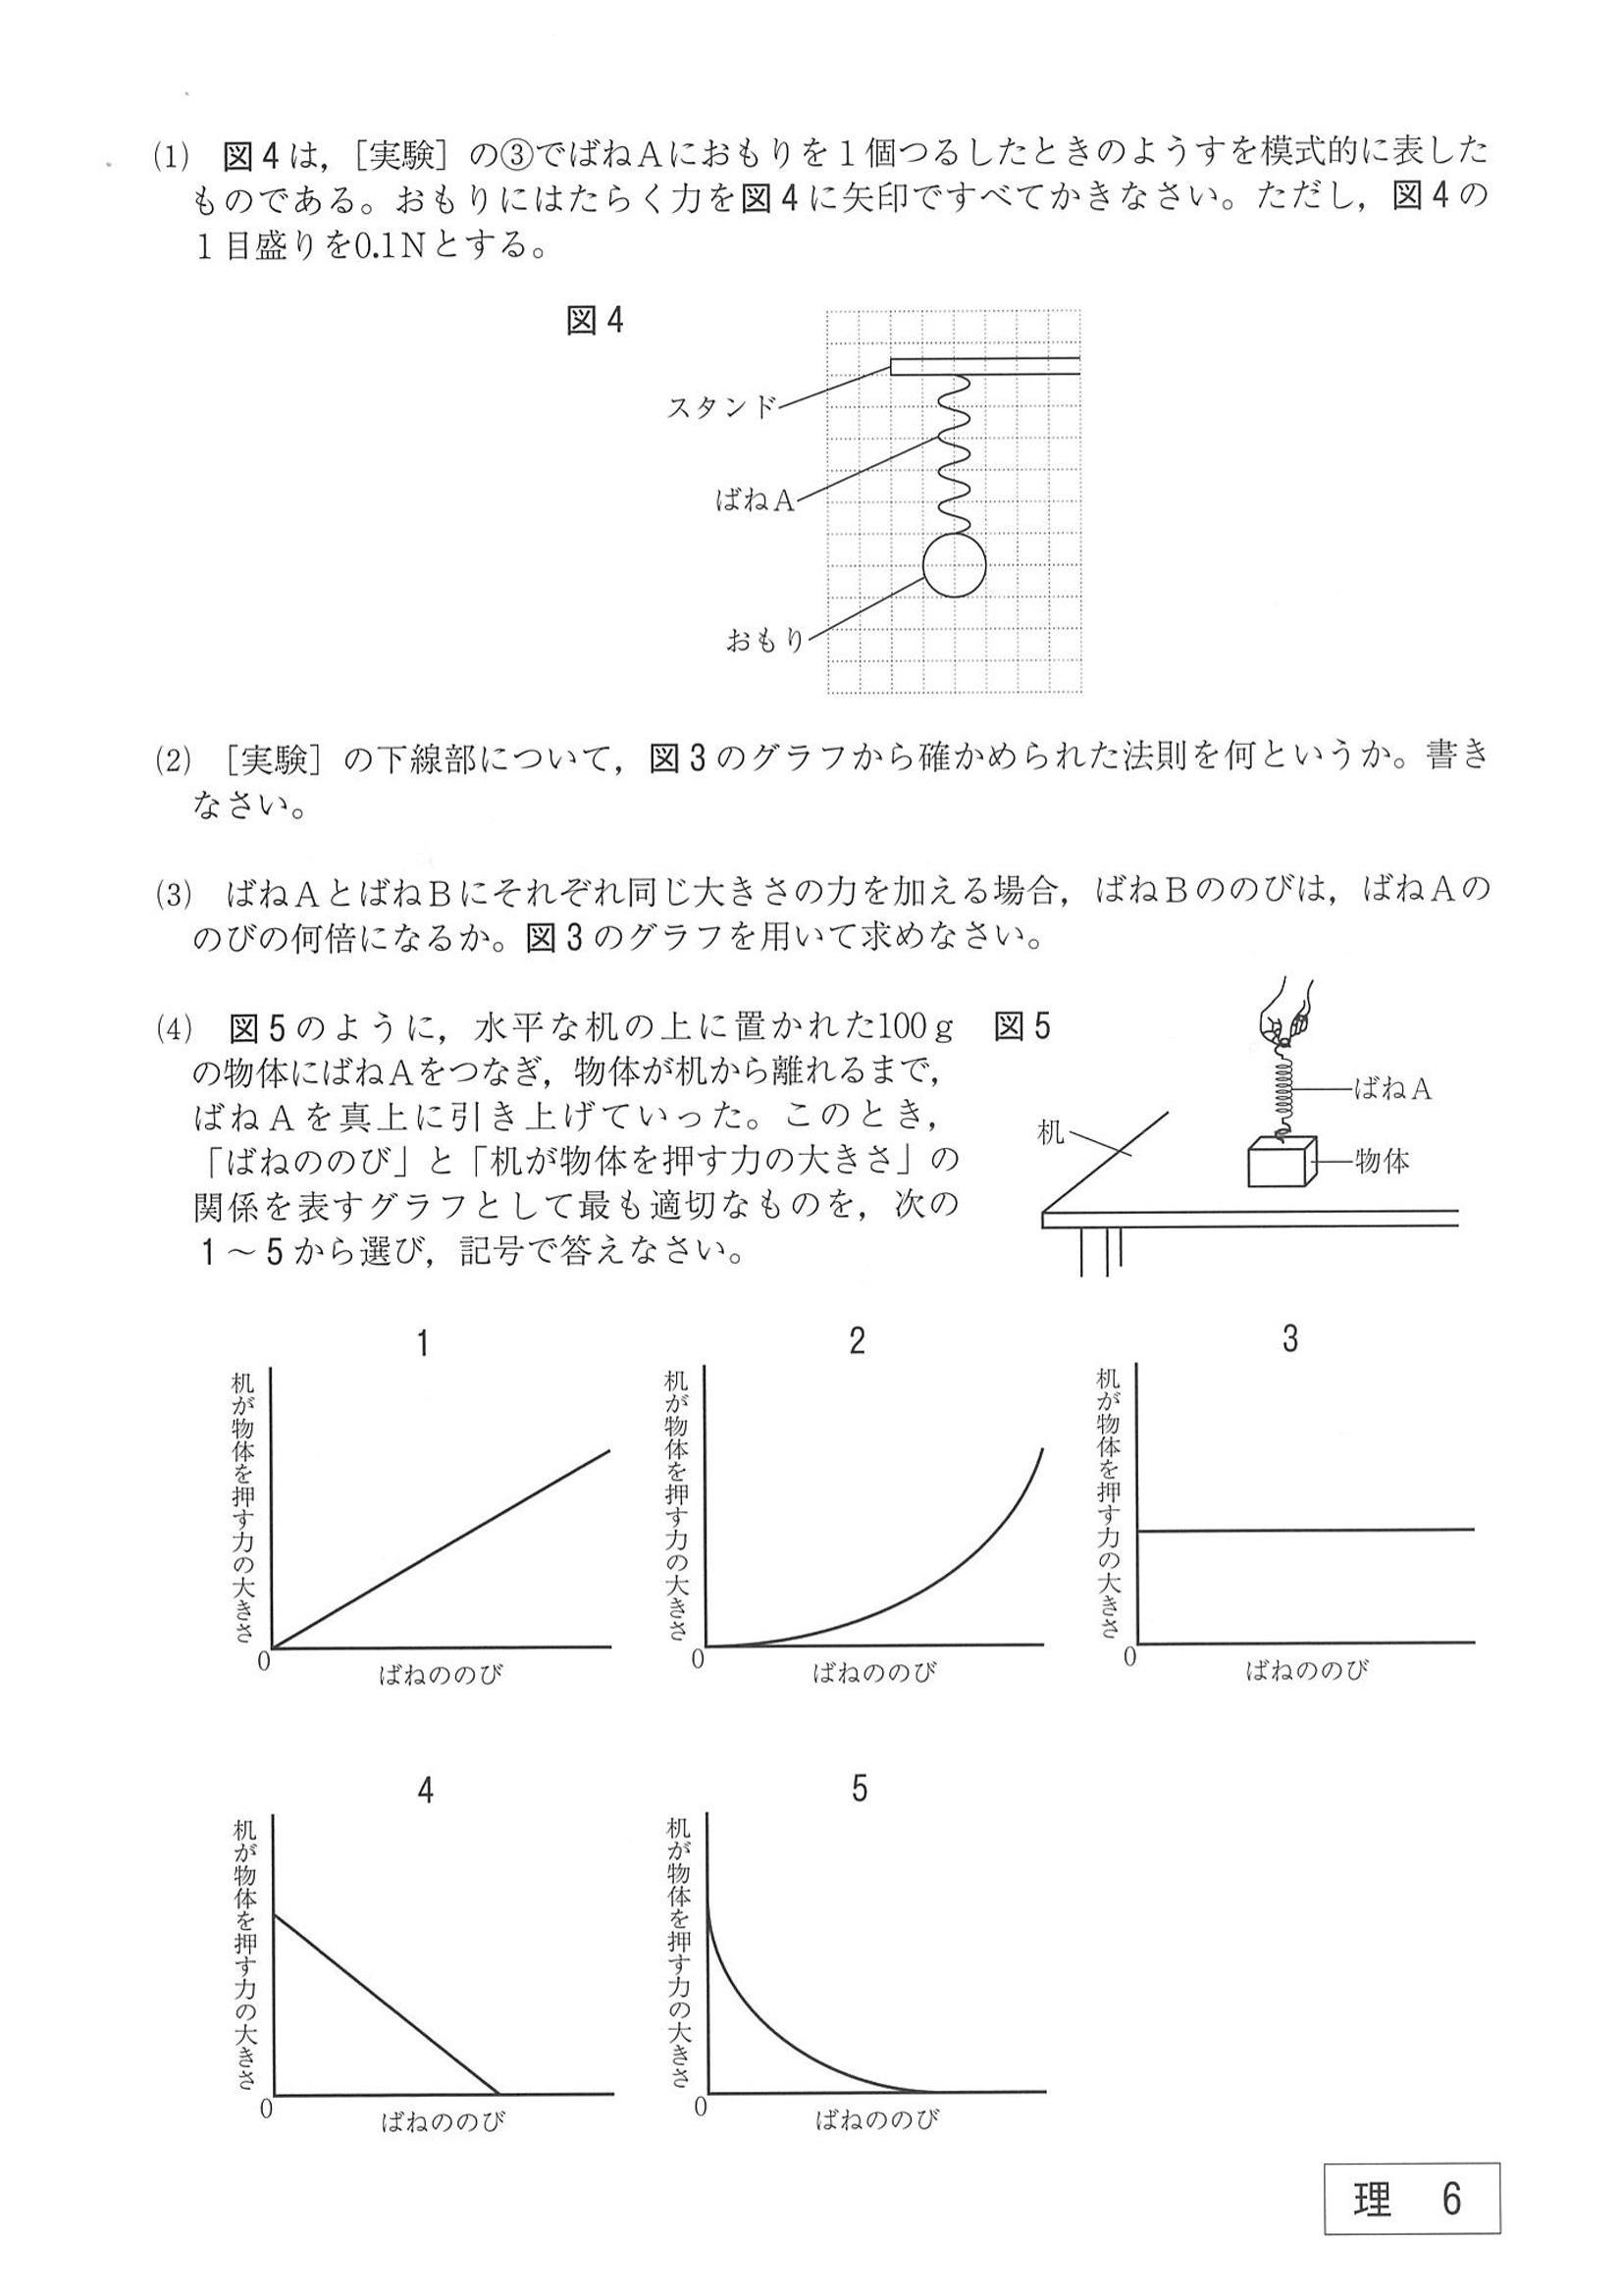 (1) 図4は，［実験］の③でばねAにおもりを1個つるしたときのようすを模式的に表した
ものである。おもりにはたらく力を図4に矢印ですべてかきなさい。ただし，図4の
1目盛りを0.1Nとする。
図4
スタンド
ばねA
おもり
(2) ［実験］の下線部について，図3のグラフから確かめられた法則を何というか。書き
なさい。
(3) ばねAとばねBにそれぞれ同じ大きさの力を加える場合，ばねBののびは，ばねAの
のびの何倍になるか。図3のグラフを用いて求めなさい。
(4) 図5のように，水平な机の上に置かれた100g
の物体にばねAをつなぎ，物体が机から離れるまで，
ばねAを真上に引き上げていった。このとき，
「ばねののび」と「机が物体を押す力の大きさ」の
関係を表すグラフとして最も適切なものを，次の
1～5から選び，記号で答えなさい。
図5
ばねA
机
物体
1
机が物体を押す力の大きさ
0
ばねののび
2
机が物体を押す力の大きさ
0
ばねののび
3
机が物体を押す力の大きさ
0
ばねののび
4
机が物体を押す力の大きさ
0
ばねののび
5
机が物体を押す力の大きさ
0
ばねののび
理 6